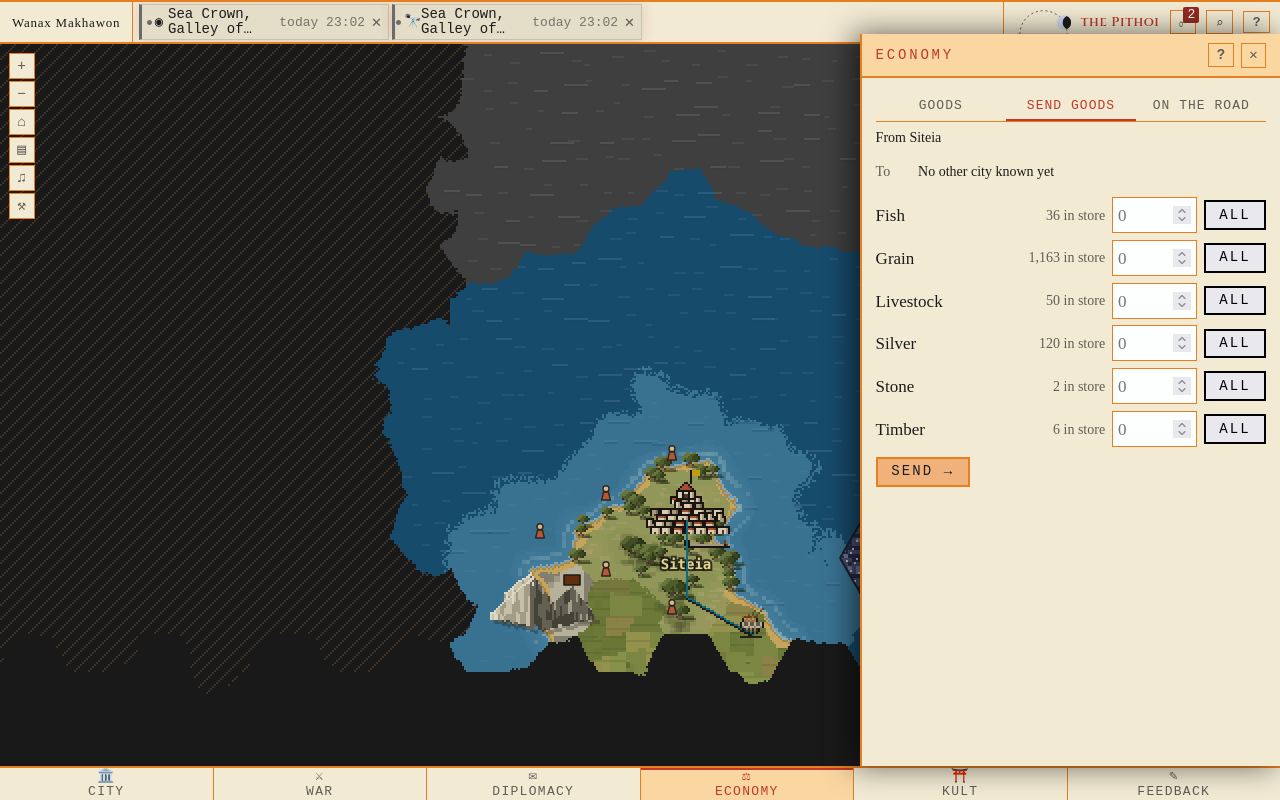 Wanax Makhawon
Sea Crown, Galley of… today 23:02 ✕
Sea Crown, Galley of… today 23:02 ✕
THE PITHOI
2
?
ECONOMY
? ✕
GOODS SEND GOODS ON THE ROAD
From Siteia
To No other city known yet
Fish 36 in store 0 ALL
Grain 1,163 in store 0 ALL
Livestock 50 in store 0 ALL
Silver 120 in store 0 ALL
Stone 2 in store 0 ALL
Timber 6 in store 0 ALL
SEND →
+
−
Siteia
CITY WAR DIPLOMACY ECONOMY KULT FEEDBACK